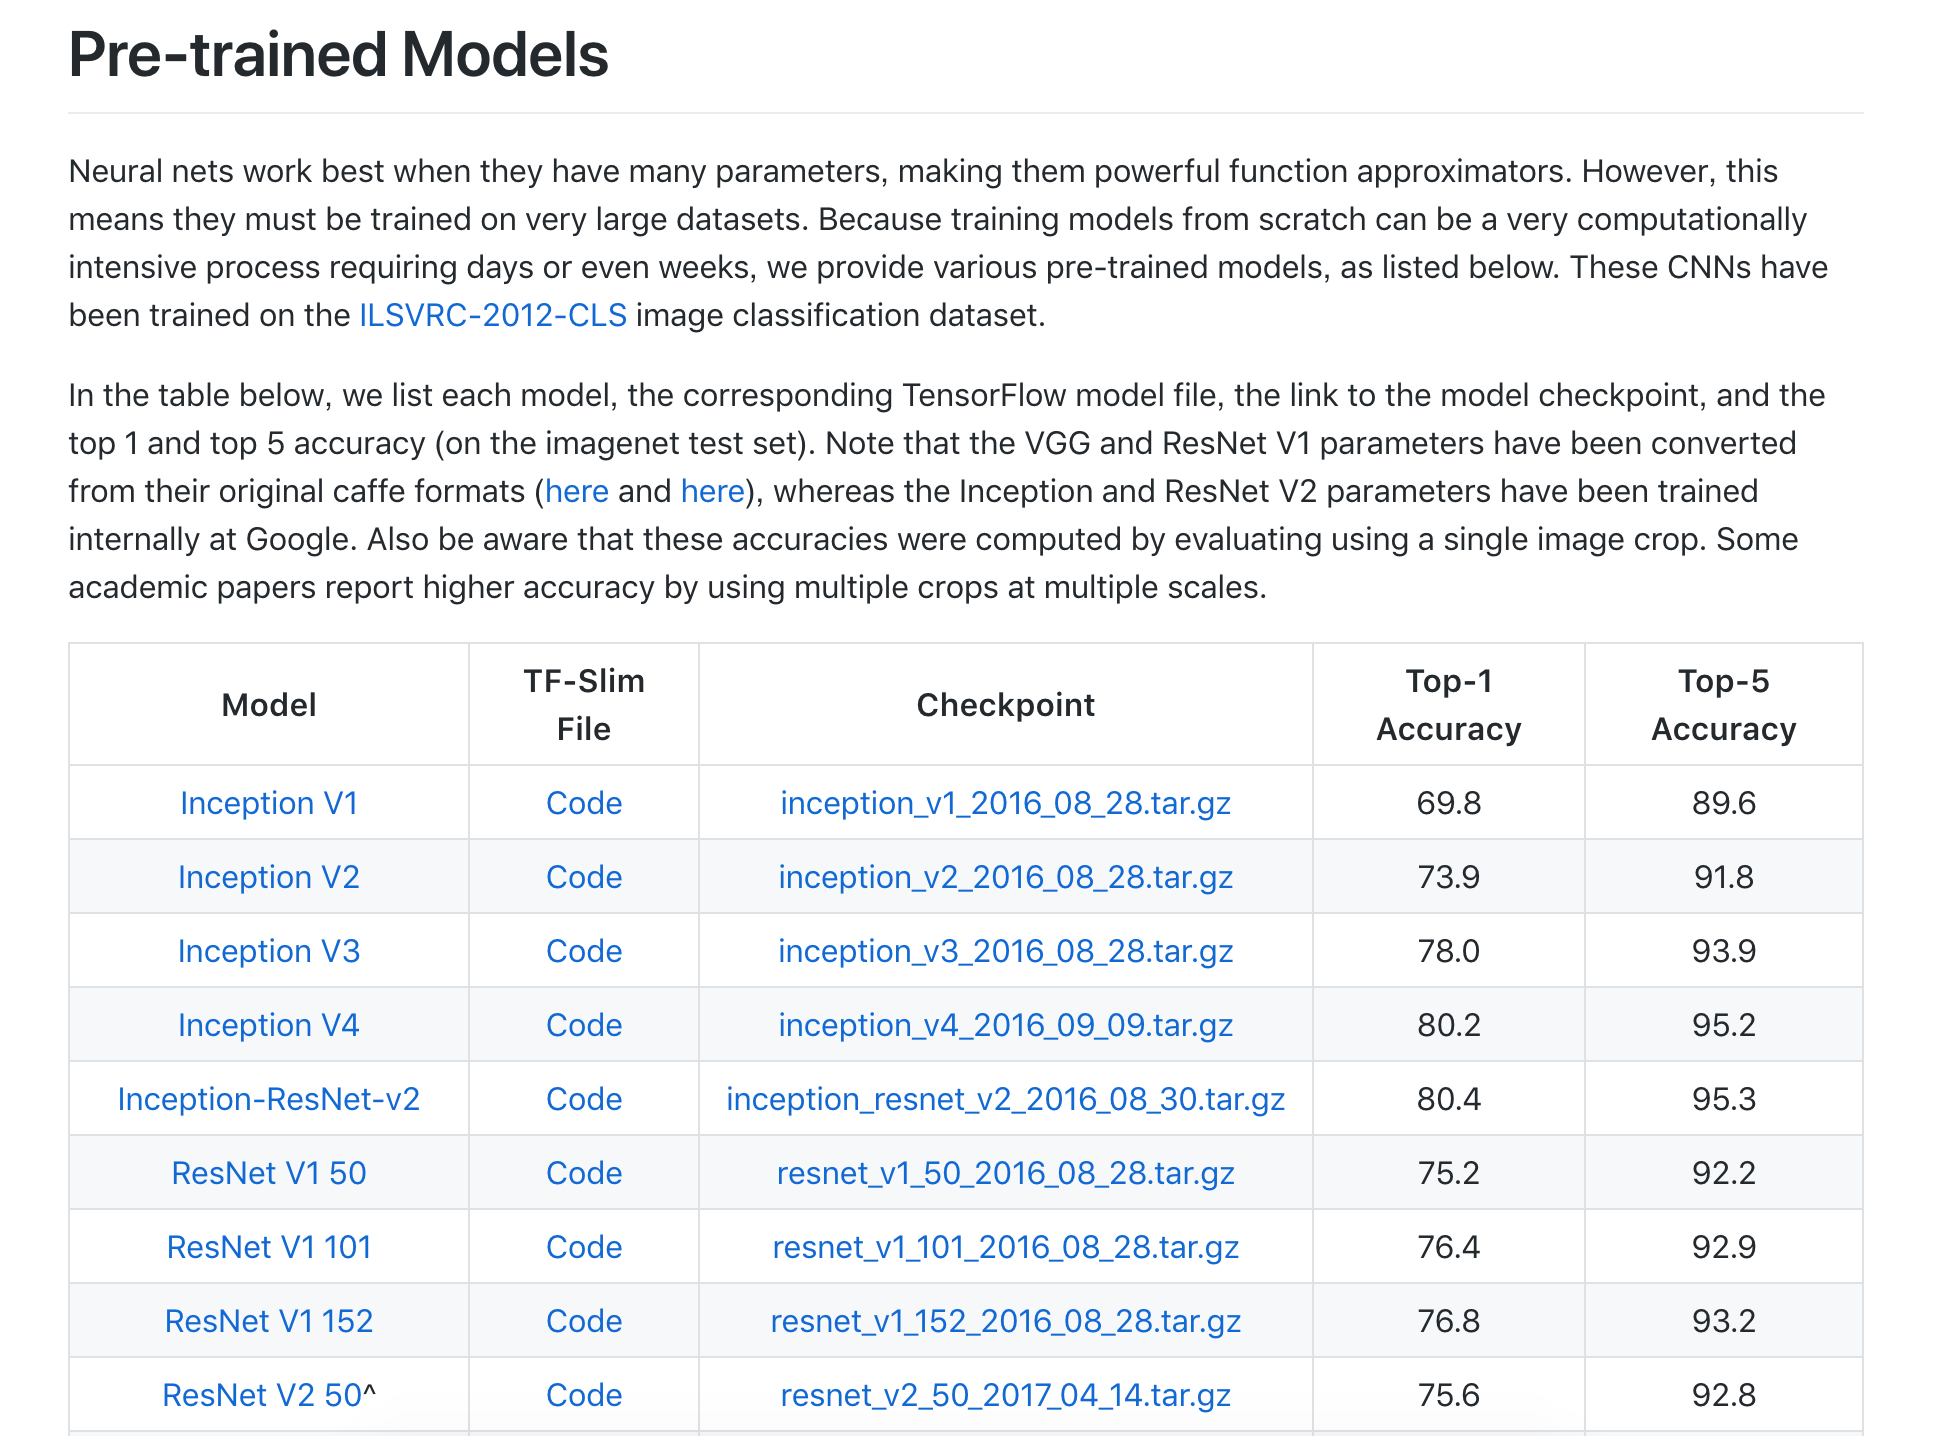 Pre-trained Models
Neural nets work best when they have many parameters, making them powerful function approximators. However, this
means they must be trained on very large datasets. Because training models from scratch can be a very computationally
intensive process requiring days or even weeks, we provide various pre-trained models, as listed below. These CNNs have
been trained on the ILSVRC-2012-CLS image classification dataset.
In the table below, we list each model, the corresponding TensorFlow model file, the link to the model checkpoint, and the
top 1 and top 5 accuracy (on the imagenet test set). Note that the VGG and ResNet V1 parameters have been converted
from their original caffe formats (here and here), whereas the Inception and ResNet V2 parameters have been trained
internally at Google. Also be aware that these accuracies were computed by evaluating using a single image crop. Some
academic papers report higher accuracy by using multiple crops at multiple scales.
Model TF-Slim File Checkpoint Top-1 Accuracy Top-5 Accuracy
Inception V1 Code inception_v1_2016_08_28.tar.gz 69.8 89.6
Inception V2 Code inception_v2_2016_08_28.tar.gz 73.9 91.8
Inception V3 Code inception_v3_2016_08_28.tar.gz 78.0 93.9
Inception V4 Code inception_v4_2016_09_09.tar.gz 80.2 95.2
Inception-ResNet-v2 Code inception_resnet_v2_2016_08_30.tar.gz 80.4 95.3
ResNet V1 50 Code resnet_v1_50_2016_08_28.tar.gz 75.2 92.2
ResNet V1 101 Code resnet_v1_101_2016_08_28.tar.gz 76.4 92.9
ResNet V1 152 Code resnet_v1_152_2016_08_28.tar.gz 76.8 93.2
ResNet V2 50^ Code resnet_v2_50_2017_04_14.tar.gz 75.6 92.8